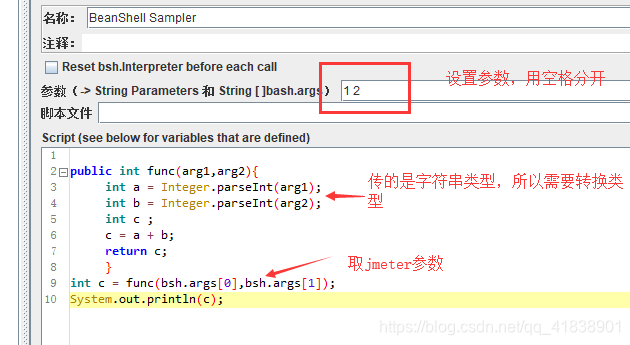 名称： BeanShell Sampler
注释：
Reset bsh.Interpreter before each call
参数（-> String Parameters 和 String [ ]bash.args） 1 2 设置参数，用空格分开
脚本文件
Script (see below for variables that are defined)
1
2 public int func(arg1,arg2){
3 int a = Integer.parseInt(arg1);
4 int b = Integer.parseInt(arg2);
传的是字符串类型，所以需要转换类
型
5 int c ;
6 c = a + b;
7 return c;
8 }
取jmeter参数
9 int c = func(bsh.args[0],bsh.args[1]);
10 System.out.println(c);
https://blog.csdn.net/qq_41838901